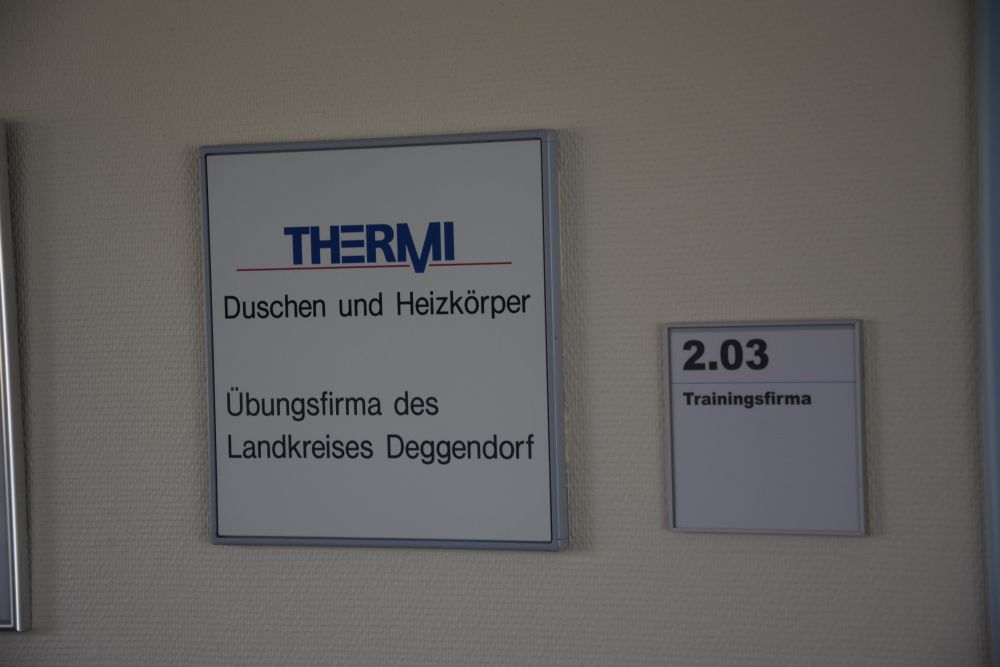 THERMI
Duschen und Heizkörper
Übungsfirma des
Landkreises Deggendorf
2.03
Trainingsfirma